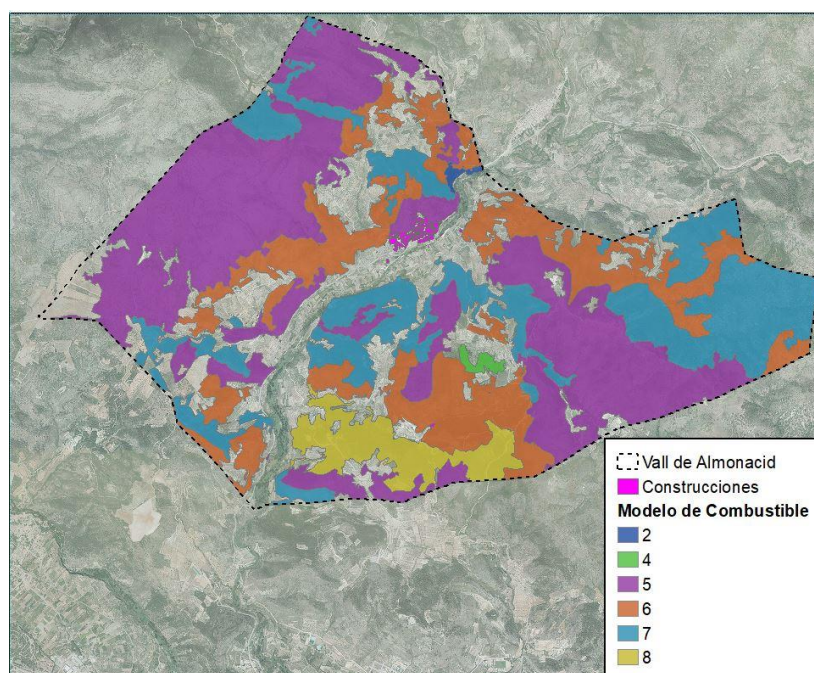 Vall de Almonacid
Construcciones
Modelo de Combustible
2
4
5
6
7
8